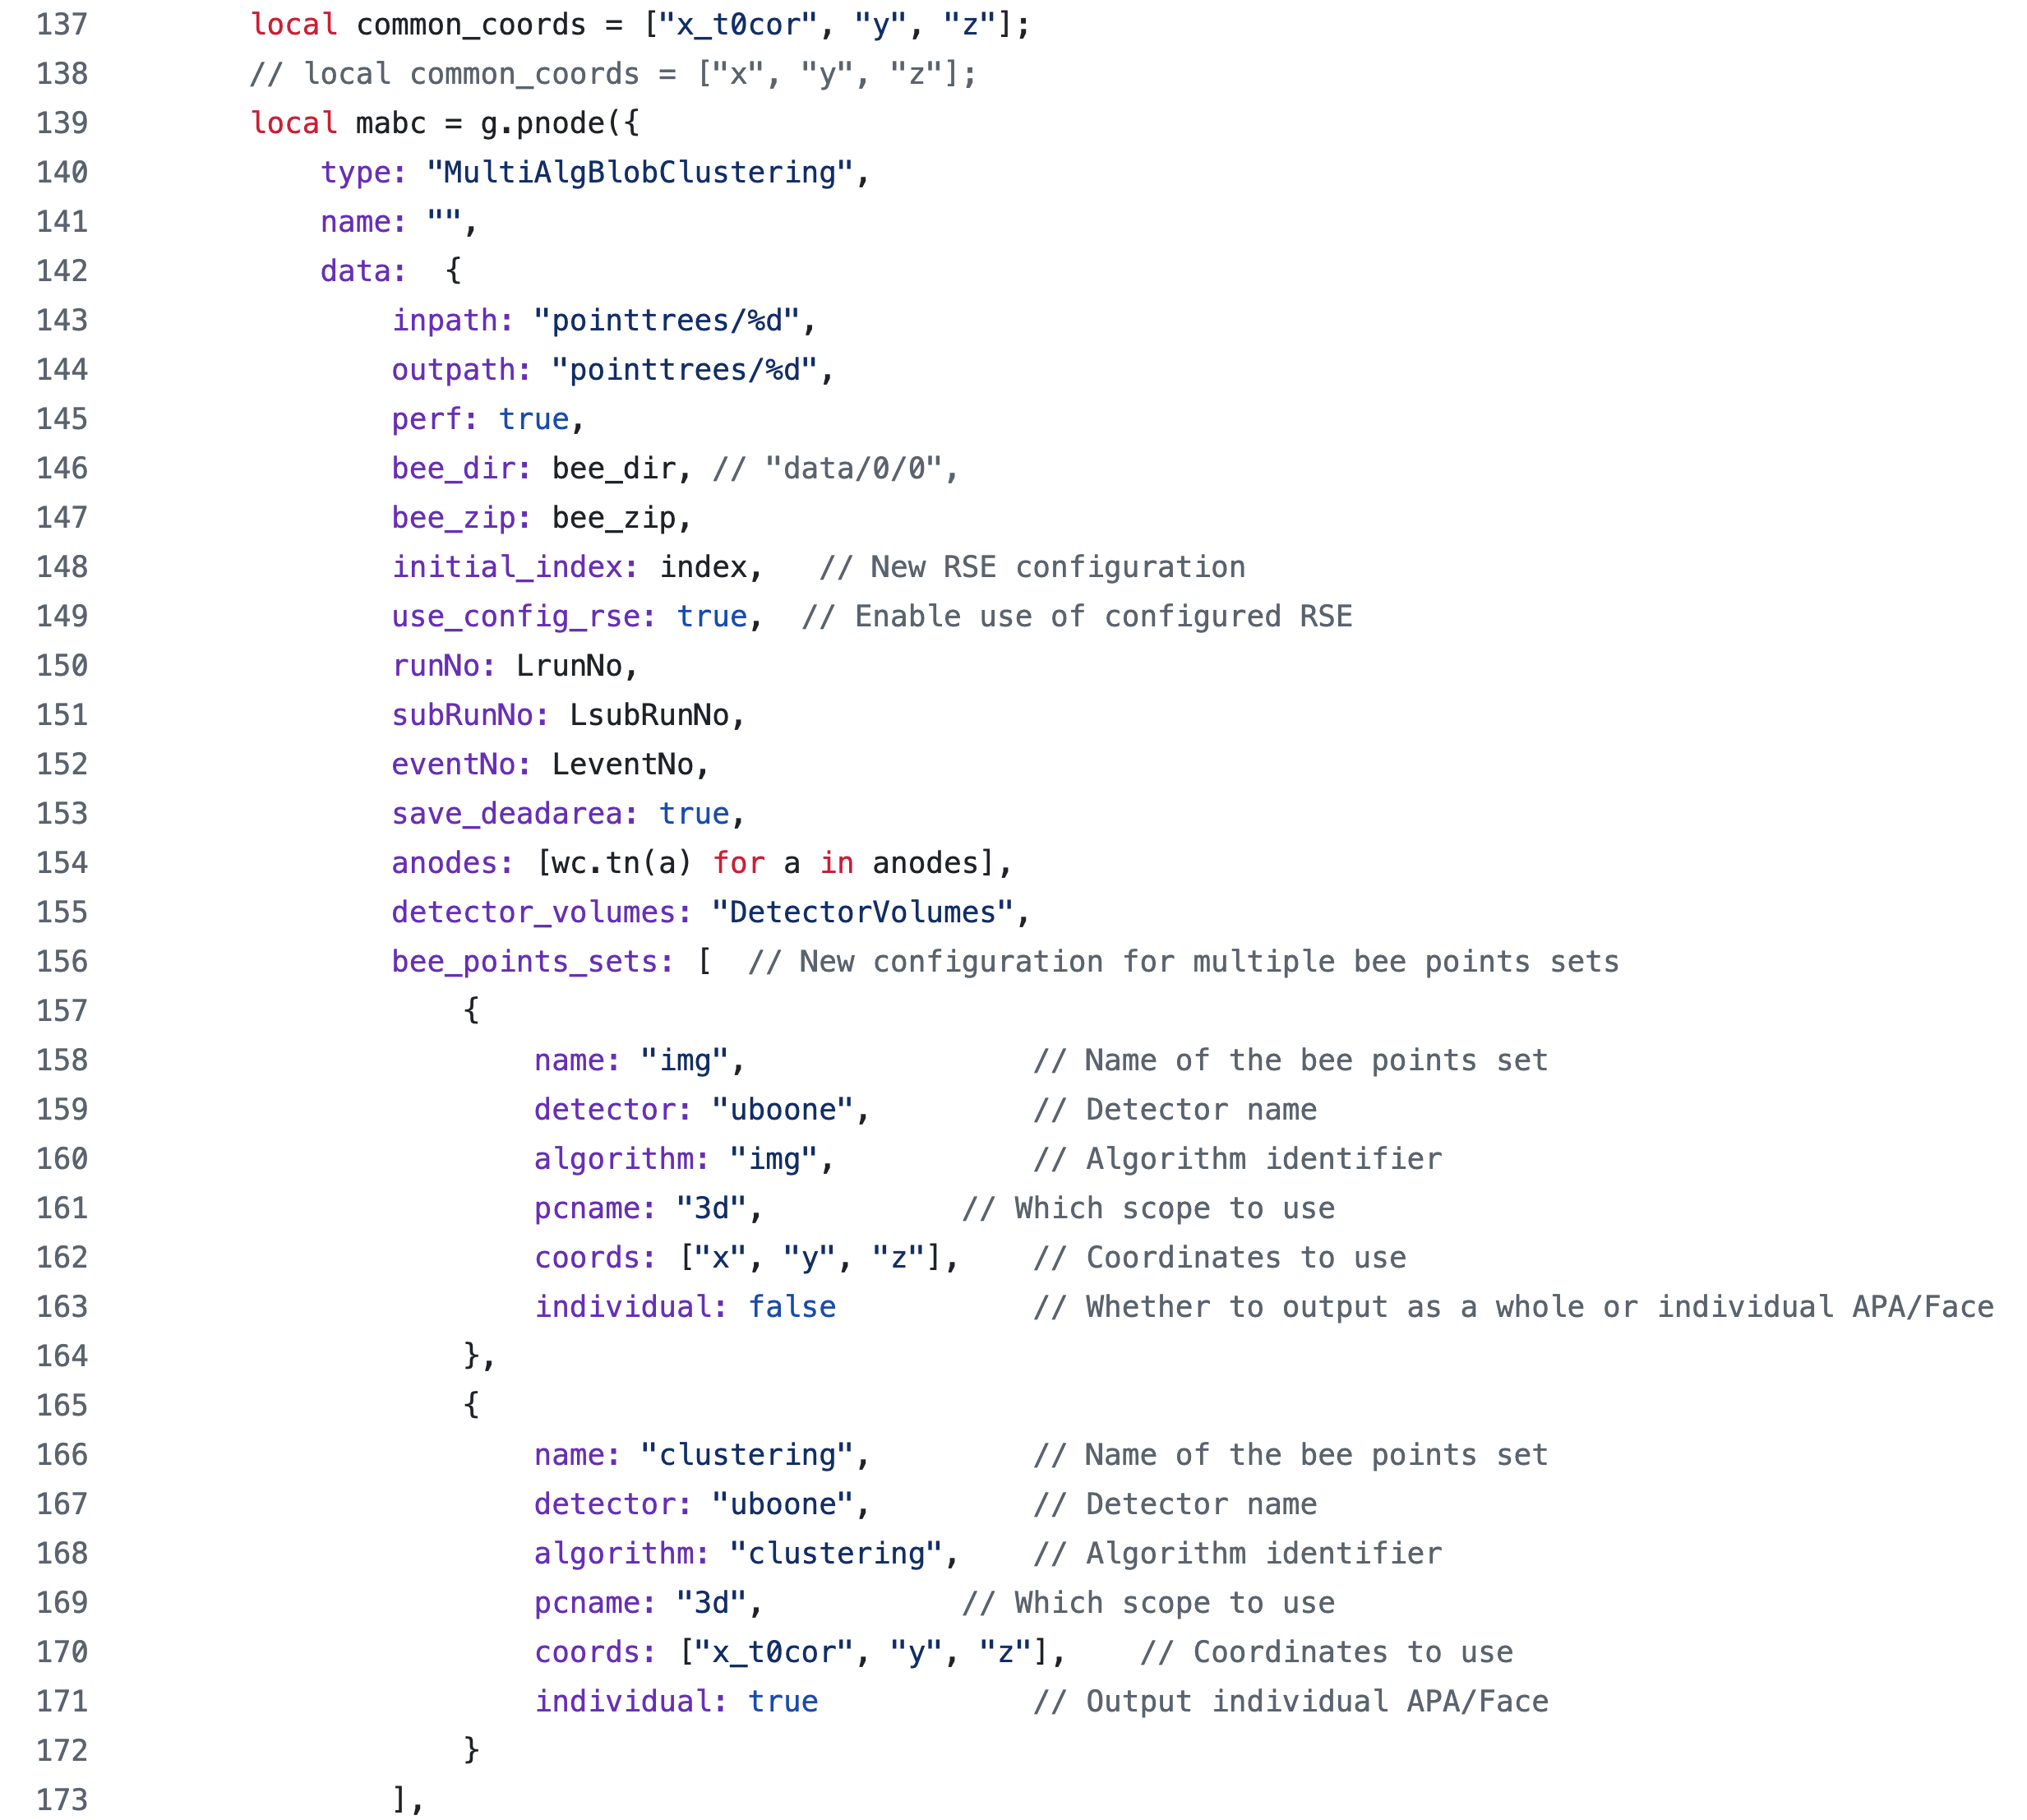 137 local common_coords = ["x_t0cor", "y", "z"];
138 // local common_coords = ["x", "y", "z"];
139 local mabc = g.pnode({
140 type: "MultiAlgBlobClustering",
141 name: "",
142 data:  {
143 inpath: "pointtrees/%d",
144 outpath: "pointtrees/%d",
145 perf: true,
146 bee_dir: bee_dir, // "data/0/0",
147 bee_zip: bee_zip,
148 initial_index: index,   // New RSE configuration
149 use_config_rse: true,  // Enable use of configured RSE
150 runNo: LrunNo,
151 subRunNo: LsubRunNo,
152 eventNo: LeventNo,
153 save_deadarea: true,
154 anodes: [wc.tn(a) for a in anodes],
155 detector_volumes: "DetectorVolumes",
156 bee_points_sets: [  // New configuration for multiple bee points sets
157 {
158 name: "img",                // Name of the bee points set
159 detector: "uboone",         // Detector name
160 algorithm: "img",           // Algorithm identifier
161 pcname: "3d",           // Which scope to use
162 coords: ["x", "y", "z"],    // Coordinates to use
163 individual: false           // Whether to output as a whole or individual APA/Face
164 },
165 {
166 name: "clustering",         // Name of the bee points set
167 detector: "uboone",         // Detector name
168 algorithm: "clustering",    // Algorithm identifier
169 pcname: "3d",           // Which scope to use
170 coords: ["x_t0cor", "y", "z"],    // Coordinates to use
171 individual: true            // Output individual APA/Face
172 }
173 ],